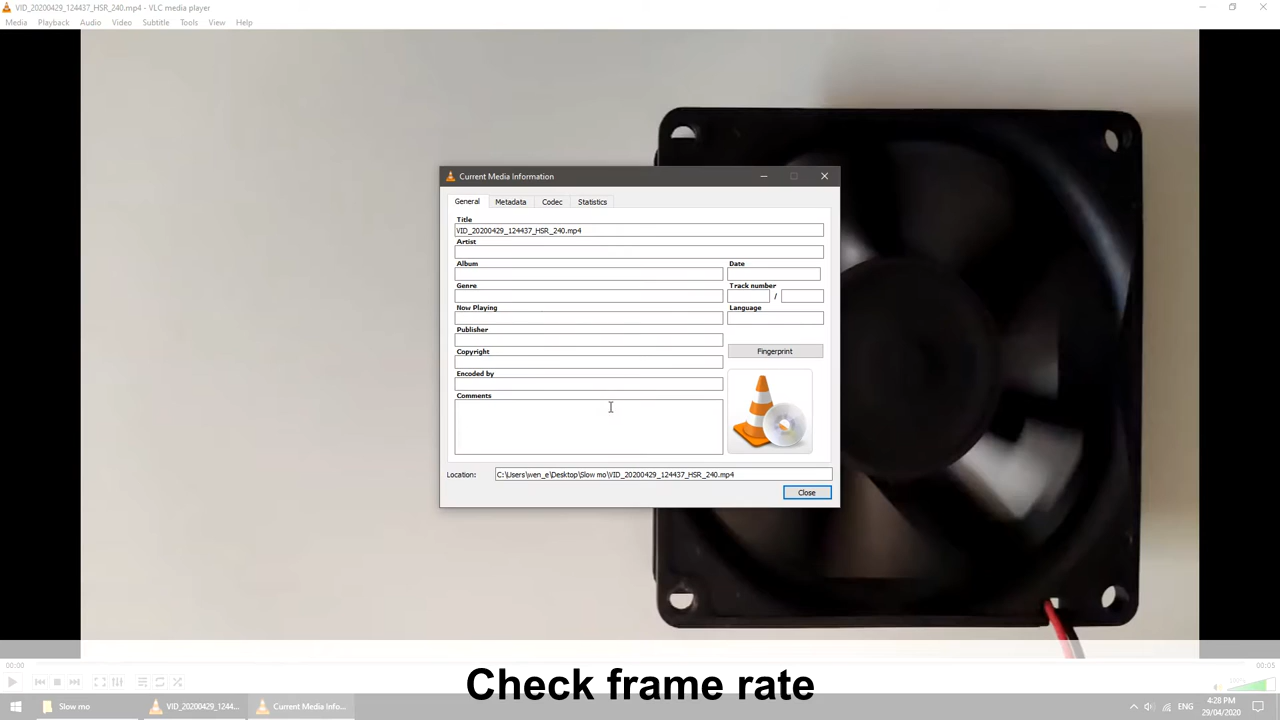 VID_20200429_124437_HSR_240.mp4 - VLC media player
Media Playback Audio Video Subtitle Tools View Help
Current Media Information
General Metadata Codec Statistics
Title
VID_20200429_124437_HSR_240.mp4
Artist
Album Date
Genre Track number
/
Now Playing Language
Publisher
Copyright Fingerprint
Encoded by
Comments
Location: C:\Users\wen_e\Desktop\Slow mo\VID_20200429_124437_HSR_240.mp4
Close
00:00 00:05
Check frame rate
Slow mo VID_20200429_1244... Current Media Info... ENG 4:28 PM
29/04/2020